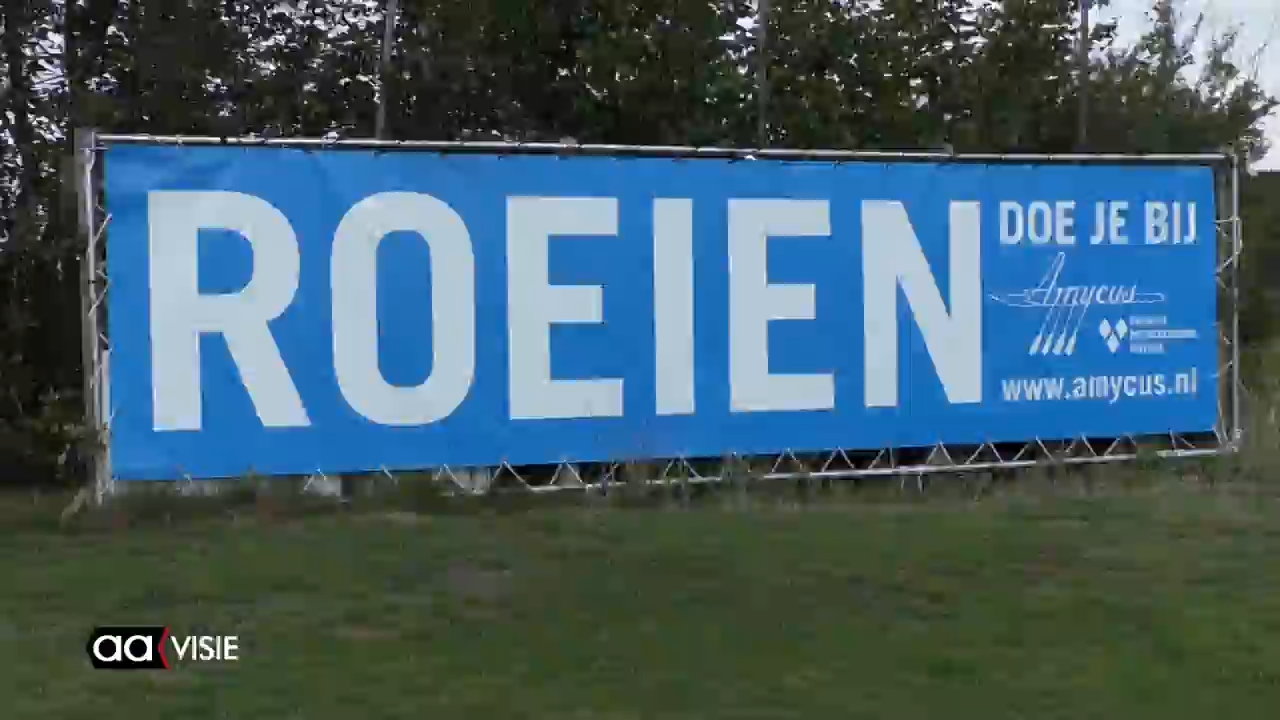 ROEIEN
DOE JE BIJ
Amycus
www.amycus.nl
aa VISIE